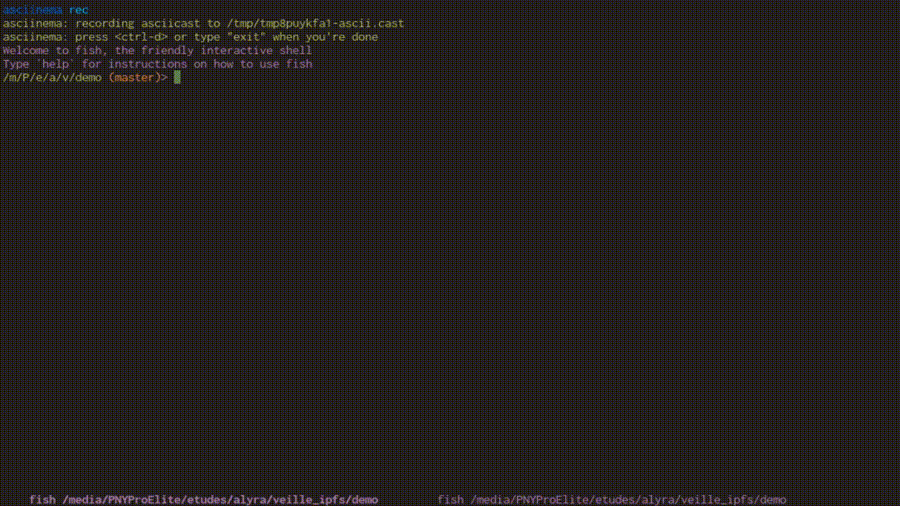 asciinema rec
asciinema: recording asciicast to /tmp/tmp8puykfa1-ascii.cast
asciinema: press <ctrl-d> or type "exit" when you're done
Welcome to fish, the friendly interactive shell
Type `help` for instructions on how to use fish
/m/P/e/a/v/demo (master)>
fish /media/PNYProElite/etudes/alyra/veille_ipfs/demo fish /media/PNYProElite/etudes/alyra/veille_ipfs/demo